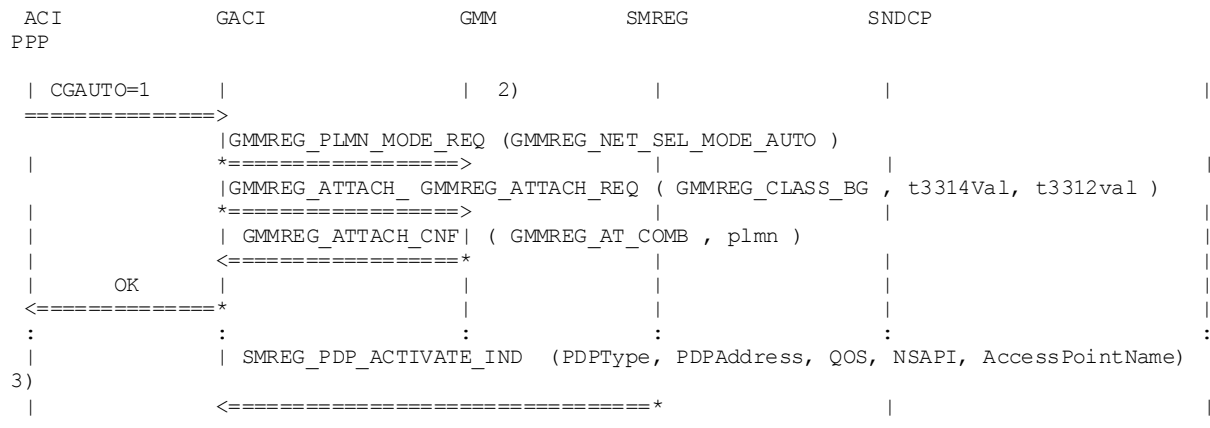 ACI GACI GMM SMREG SNDCP
PPP
| CGAUTO=1 | | 2) | | |
===============>
|GMMREG_PLMN_MODE_REQ (GMMREG_NET_SEL_MODE_AUTO )
| *==================> | | |
|GMMREG_ATTACH_ GMMREG_ATTACH_REQ ( GMMREG_CLASS_BG , t3314Val, t3312val )
| *==================> | | |
| | GMMREG_ATTACH_CNF| ( GMMREG_AT_COMB , plmn ) |
| <==================* | | |
| OK | | | | |
<==============* | | | |
: : : : : :
| | SMREG_PDP_ACTIVATE_IND (PDPType, PDPAddress, QOS, NSAPI, AccessPointName)
3)
| <=================================* | |